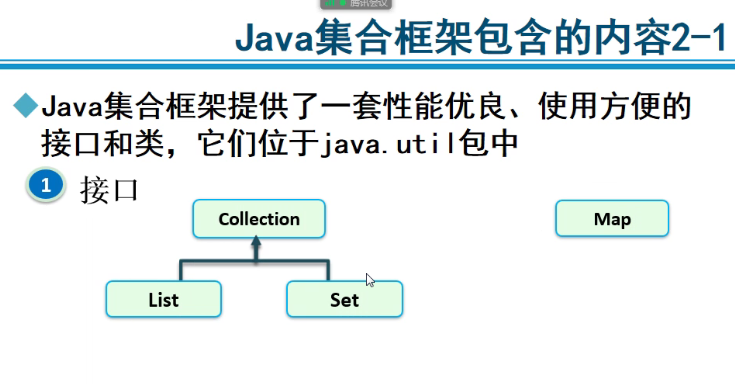 腾讯会议
Java集合框架包含的内容2-1
Java集合框架提供了一套性能优良、使用方便的
接口和类，它们位于java.util包中
1 接口
Collection
Map
List
Set